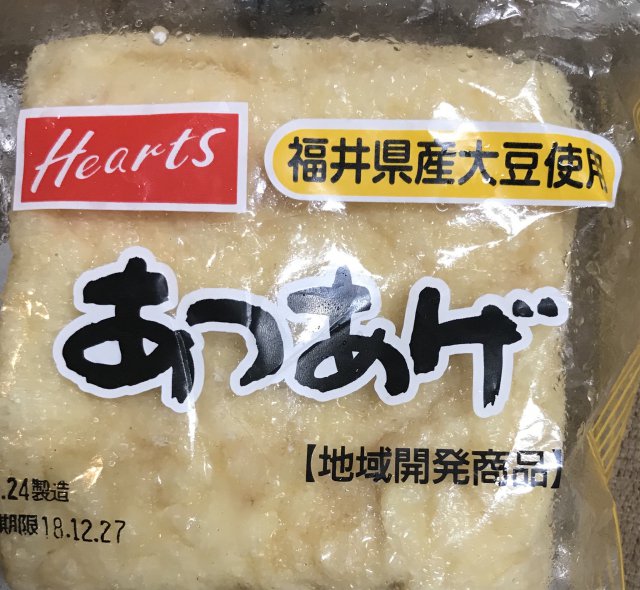 Hearts
福井県産大豆使用
あつあげ
【地域開発商品】
.24製造
期限18.12.27